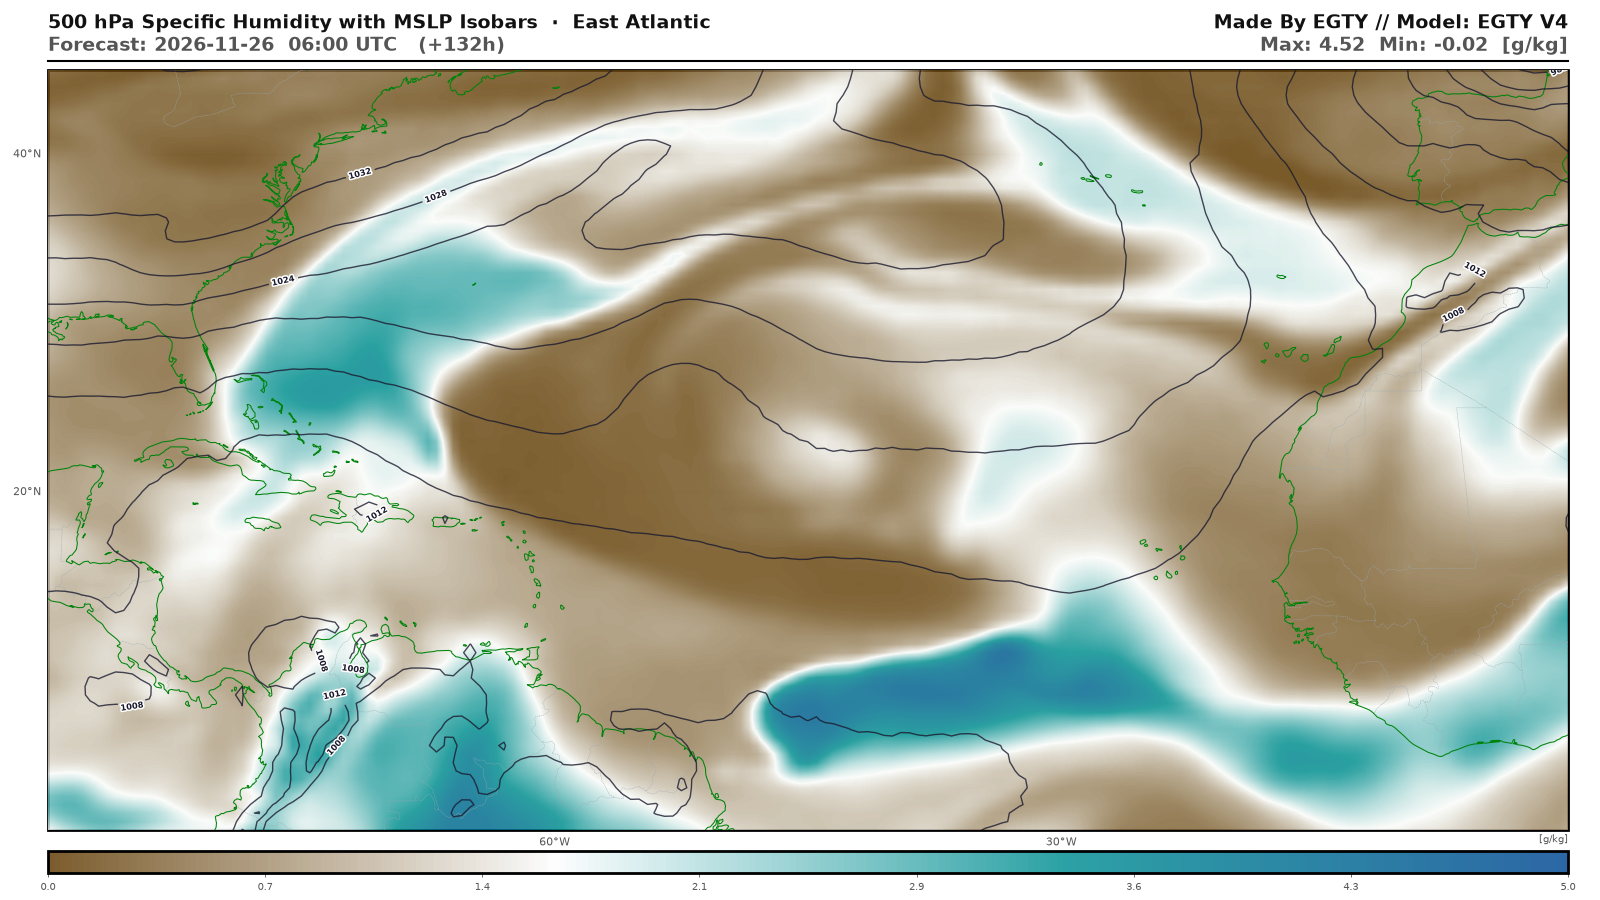 500 hPa Specific Humidity with MSLP Isobars · East Atlantic
Made By EGTY // Model: EGTY V4
Forecast: 2026-11-26 06:00 UTC (+132h)
Max: 4.52 Min: -0.02 [g/kg]
40°N
1032
1028
1012
1024
1008
20°N
1012
1008
1008
1012
1008
1008
60°W
30°W
[g/kg]
0.0
0.7
1.4
2.1
2.9
3.6
4.3
5.0